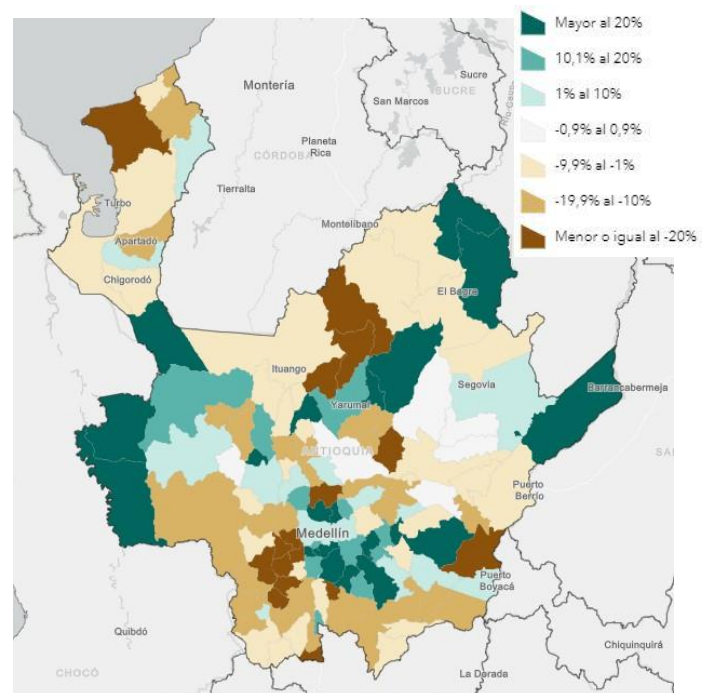 Mayor al 20%
10,1% al 20%
1% al 10%
-0,9% al 0,9%
-9,9% al -1%
-19,9% al -10%
Menor o igual al -20%
Montería
Sucre
SUCRE
San Marcos
Planeta
Rica
CÓRDOBA
Tierralta
Turbo
Montelíbano
Apartadó
Chigorodó
El Bagre
Ituango
Segovia
Barrancabermeja
Yarumal
ANTIOQUIA
Puerto
Berrío
Medellín
Puerto
Boyacá
Quibdó
Chiquinquirá
CHOCÓ
La Dorada